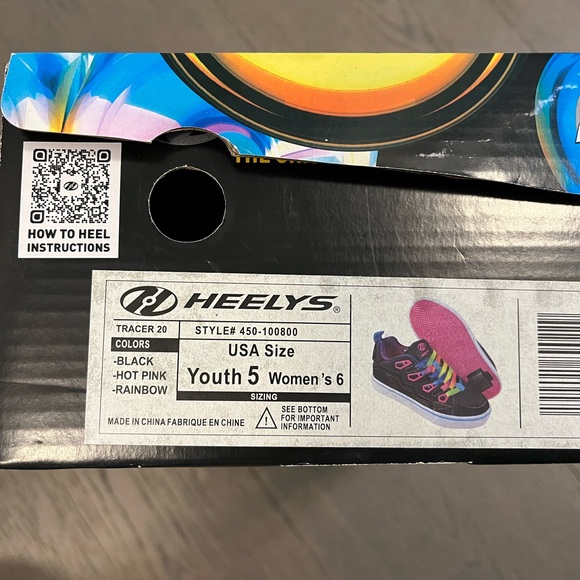 HOW TO HEEL
INSTRUCTIONS
HEELYS®
TRACER 20
STYLE# 450-100800
COLORS
-BLACK
-HOT PINK
-RAINBOW
USA Size
Youth 5 Women's 6
SIZING
MADE IN CHINA FABRIQUE EN CHINE
! SEE BOTTOM
FOR IMPORTANT
INFORMATION